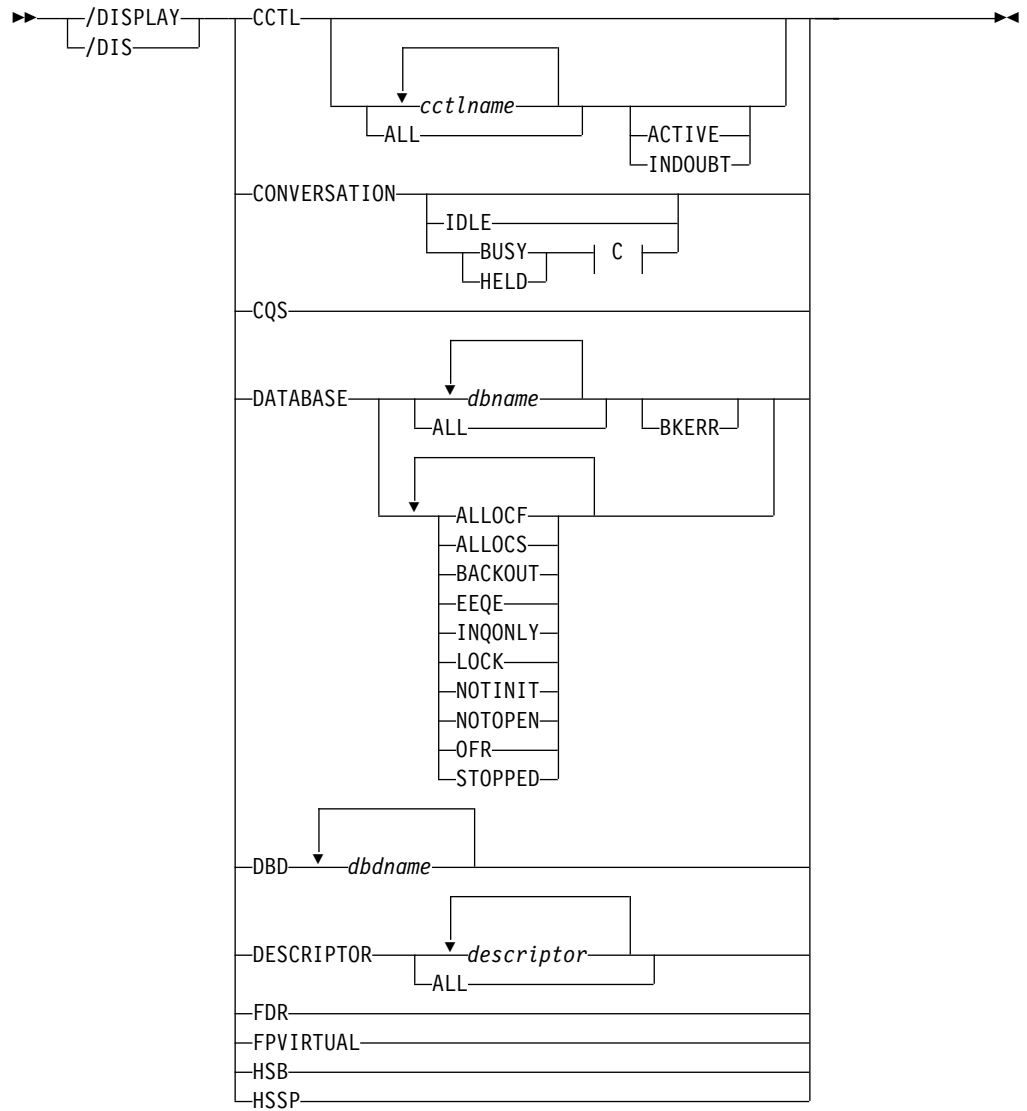 /DISPLAY
/DIS
CCTL
cctlname
ALL
ACTIVE
INDOUBT
CONVERSATION
IDLE
BUSY
HELD
C
CQS
DATABASE
dbname
ALL
BKERR
ALLOCF
ALLOCS
BACKOUT
EEQE
INQONLY
LOCK
NOTINIT
NOTOPEN
OFR
STOPPED
DBD
dbdname
DESCRIPTOR
descriptor
ALL
FDR
FPVIRTUAL
HSB
HSSP